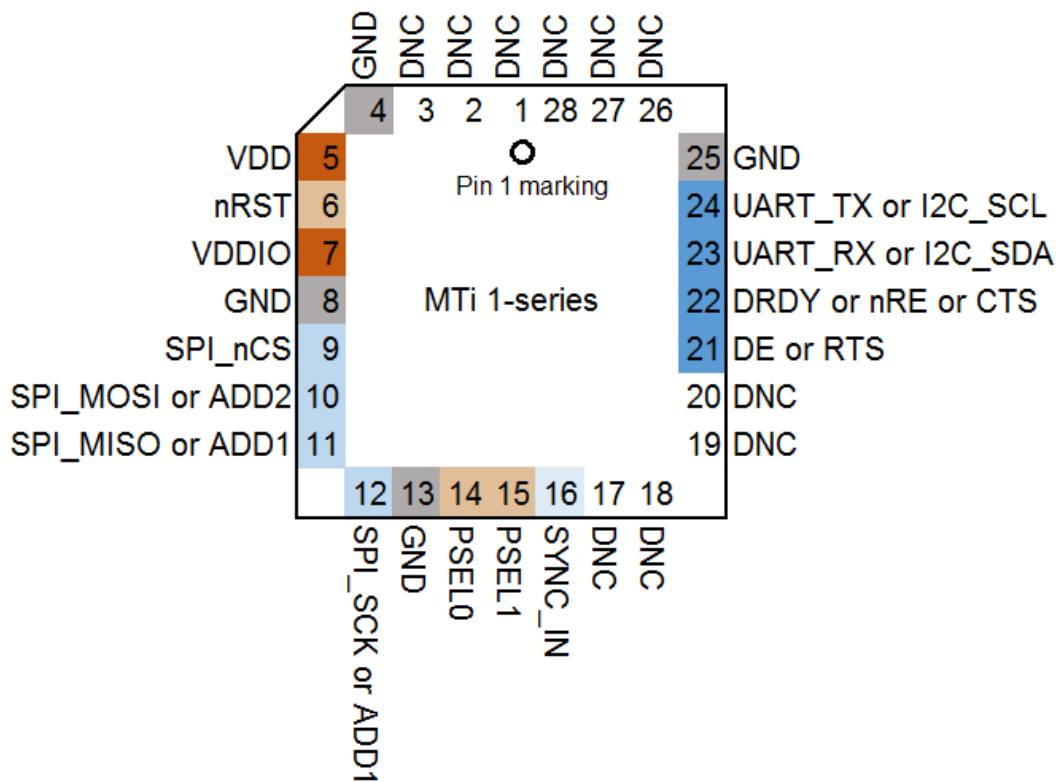 GND DNC DNC DNC DNC DNC DNC
4 3 2 1 28 27 26
Pin 1 marking
VDD 5
nRST 6
VDDIO 7
GND 8
SPI_nCS 9
SPI_MOSI or ADD2 10
SPI_MISO or ADD1 11
MTi 1-series
25 GND
24 UART_TX or I2C_SCL
23 UART_RX or I2C_SDA
22 DRDY or nRE or CTS
21 DE or RTS
20 DNC
19 DNC
12 13 14 15 16 17 18
SPI_SCK or ADD1
GND
PSEL0
PSEL1
SYNC_IN
DNC
DNC